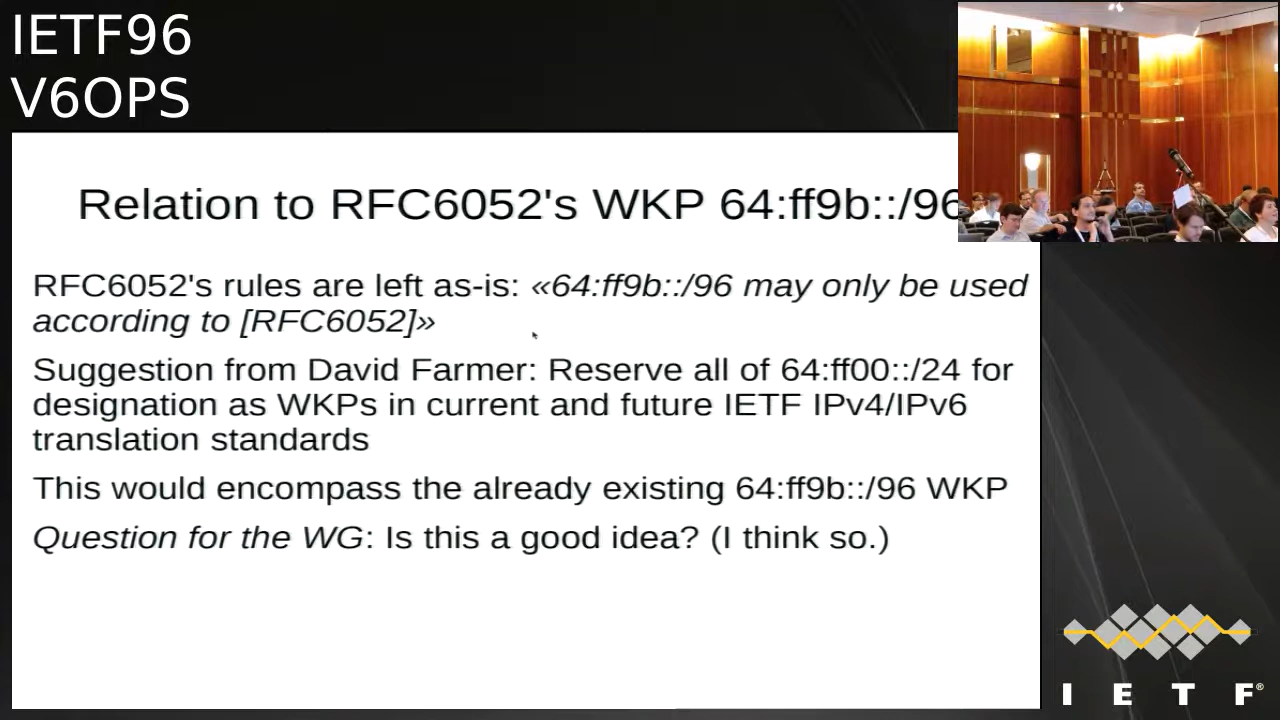 IETF96
V6OPS
Relation to RFC6052's WKP 64:ff9b::/96
RFC6052's rules are left as-is: «64:ff9b::/96 may only be used
according to [RFC6052]»
Suggestion from David Farmer: Reserve all of 64:ff00::/24 for
designation as WKPs in current and future IETF IPv4/IPv6
translation standards
This would encompass the already existing 64:ff9b::/96 WKP
Question for the WG: Is this a good idea? (I think so.)
I E T F®